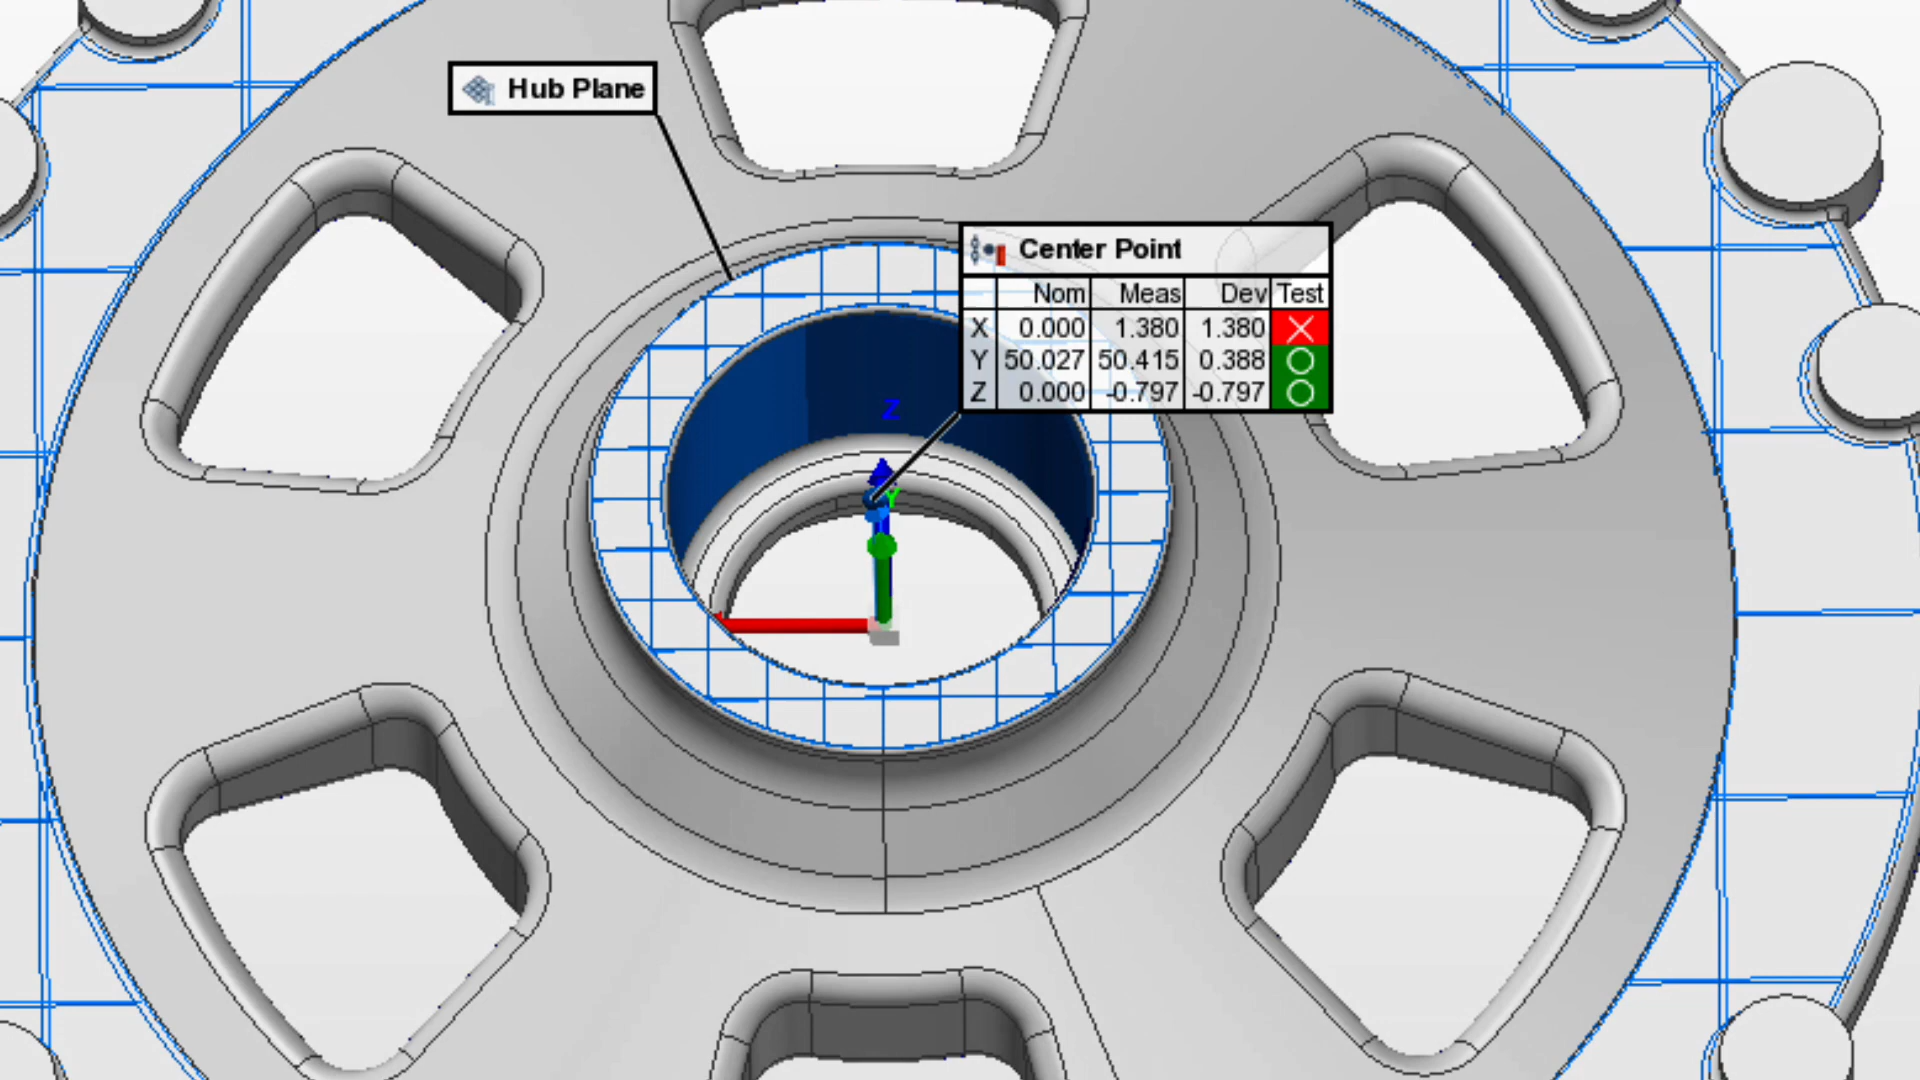 Hub Plane
Center Point
Nom Meas Dev Test
X 0.000 1.380 1.380
Y 50.027 50.415 0.388
Z 0.000 -0.797 -0.797
Z
Y